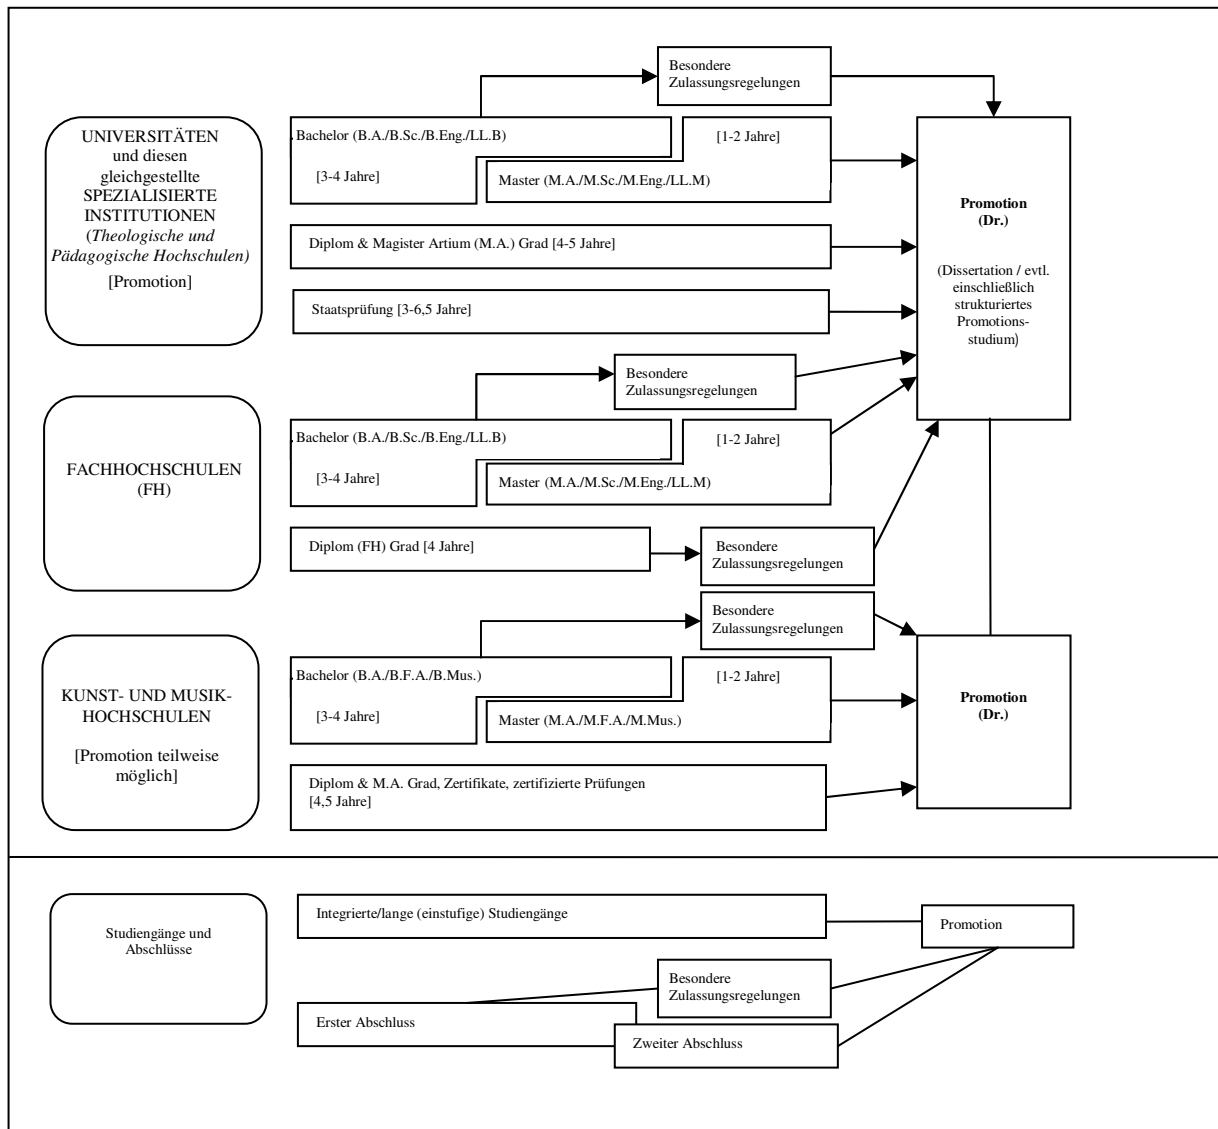 Besondere
Zulassungsregelungen
UNIVERSITÄTEN
und diesen
gleichgestellte
SPEZIALISIERTE
INSTITUTIONEN
(Theologische und
Pädagogische Hochschulen)
[Promotion]
Bachelor (B.A./B.Sc./B.Eng./LL.B)
[3-4 Jahre]
[1-2 Jahre]
Master (M.A./M.Sc./M.Eng./LL.M)
Diplom & Magister Artium (M.A.) Grad [4-5 Jahre]
Staatsprüfung [3-6,5 Jahre]
Promotion
(Dr.)
(Dissertation / evtl.
einschließlich
strukturiertes
Promotions-
studium)
Besondere
Zulassungsregelungen
FACHHOCHSCHULEN
(FH)
Bachelor (B.A./B.Sc./B.Eng./LL.B)
[3-4 Jahre]
[1-2 Jahre]
Master (M.A./M.Sc./M.Eng./LL.M)
Diplom (FH) Grad [4 Jahre]
Besondere
Zulassungsregelungen
Besondere
Zulassungsregelungen
KUNST- UND MUSIK-
HOCHSCHULEN
[Promotion teilweise
möglich]
Bachelor (B.A./B.F.A./B.Mus.)
[3-4 Jahre]
[1-2 Jahre]
Master (M.A./M.F.A./M.Mus.)
Diplom & M.A. Grad, Zertifikate, zertifizierte Prüfungen
[4,5 Jahre]
Promotion
(Dr.)
Studiengänge und
Abschlüsse
Integrierte/lange (einstufige) Studiengänge
Promotion
Besondere
Zulassungsregelungen
Erster Abschluss
Zweiter Abschluss